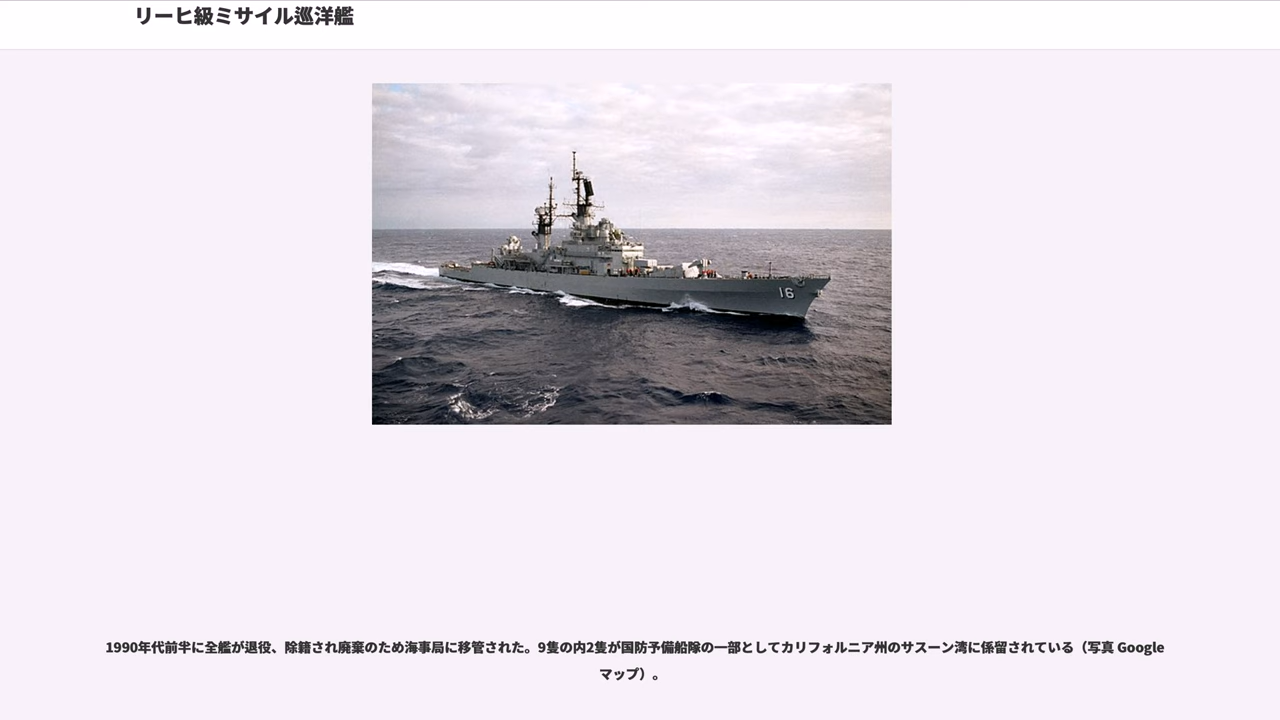 リーヒ級ミサイル巡洋艦
16
1990年代前半に全艦が退役、除籍され廃棄のため海事局に移管された。9隻の内2隻が国防予備船隊の一部としてカリフォルニア州のサスーン湾に係留されている（写真 Google
マップ）。